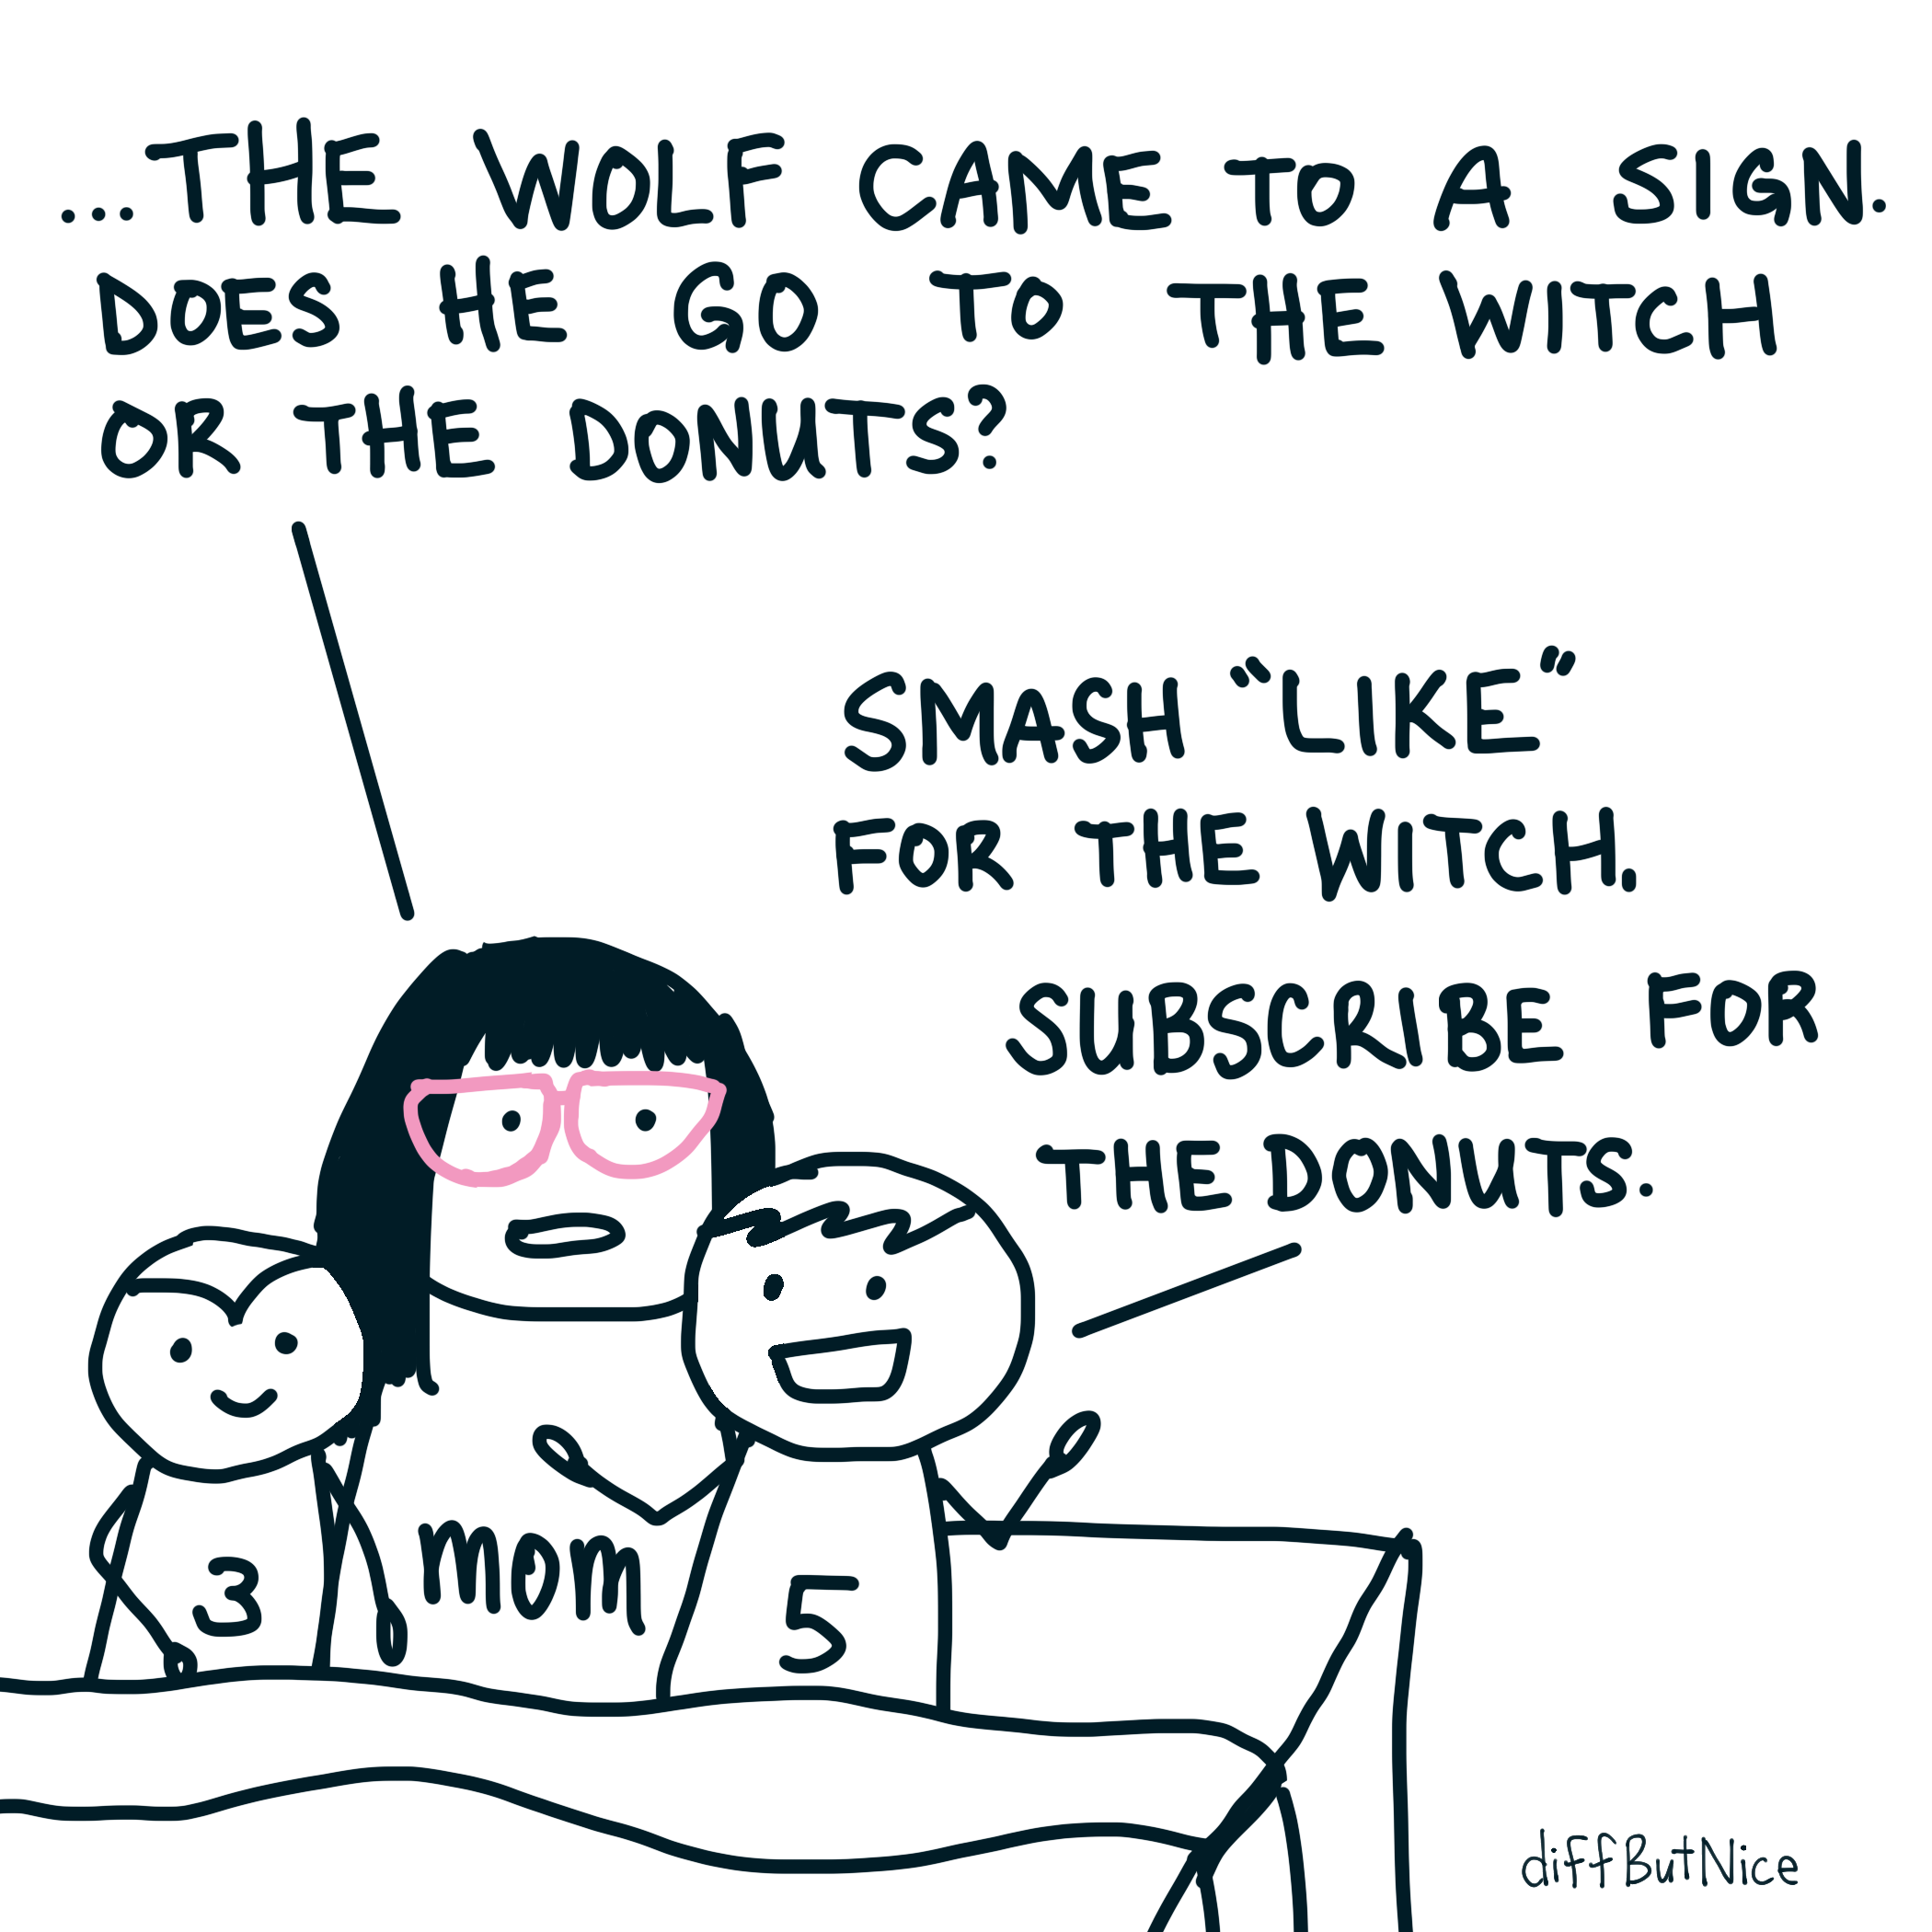 ...THE WOLF CAME TO A SIGN.
DOES HE GO TO THE WITCH
OR THE DONUTS?
SMASH “LIKE”
FOR THE WITCH.
SUBSCRIBE FOR
THE DONUTS.
3
mom
5
diffButNice